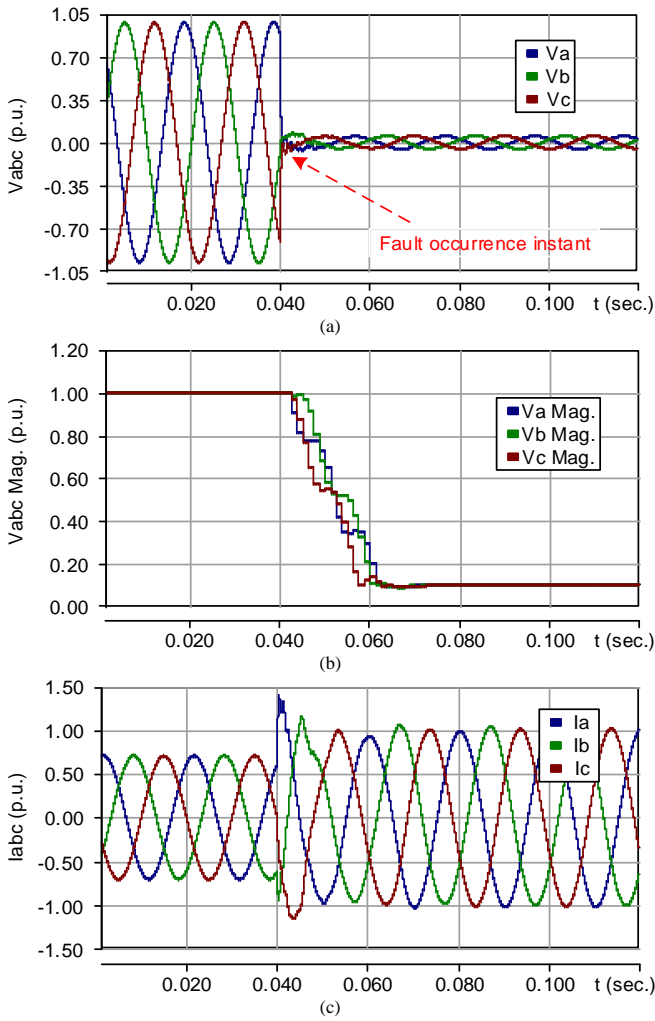 1.05
0.70
0.35
0.00
-0.35
-0.70
-1.05
Vabc (p.u.)
Va
Vb
Vc
Fault occurrence instant
0.020 0.040 0.060 0.080 0.100 t (sec.)
(a)
1.20
1.00
0.80
0.60
0.40
0.20
0.00
Vabc Mag. (p.u.)
Va Mag.
Vb Mag.
Vc Mag.
0.020 0.040 0.060 0.080 0.100 t (sec.)
(b)
1.50
1.00
0.50
0.00
-0.50
-1.00
-1.50
Iabc (p.u.)
Ia
Ib
Ic
0.020 0.040 0.060 0.080 0.100 t (sec.)
(c)